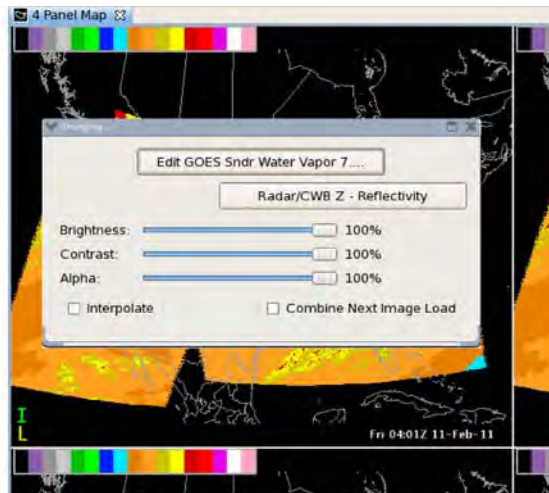 4 Panel Map
Imaging
Edit GOES Sndr Water Vapor 7....
Radar/CWB Z - Reflectivity
Brightness: 100%
Contrast: 100%
Alpha: 100%
Interpolate
Combine Next Image Load
I
L
Fri 04:01Z 11-Feb-11